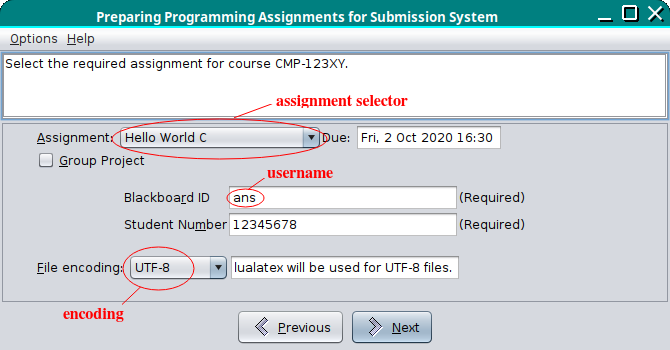 Preparing Programming Assignments for Submission System
Options Help
Select the required assignment for course CMP-123XY.
assignment selector
Assignment: Hello World C Due: Fri, 2 Oct 2020 16:30
Group Project
username
Blackboard ID ans (Required)
Student Number 12345678 (Required)
File encoding: UTF-8 lualatex will be used for UTF-8 files.
encoding
Previous Next